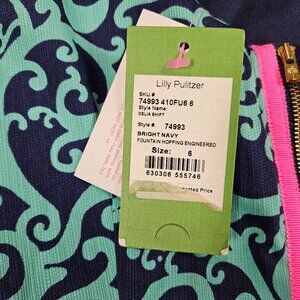 Lilly Pulitzer
SKU #
74993 410FU6 6
Style Name:
DELIA SHIFT
Style #: 74993
BRIGHT NAVY
FOUNTAIN HOPPING ENGINEERED
Size: 6
630306 555746
Price